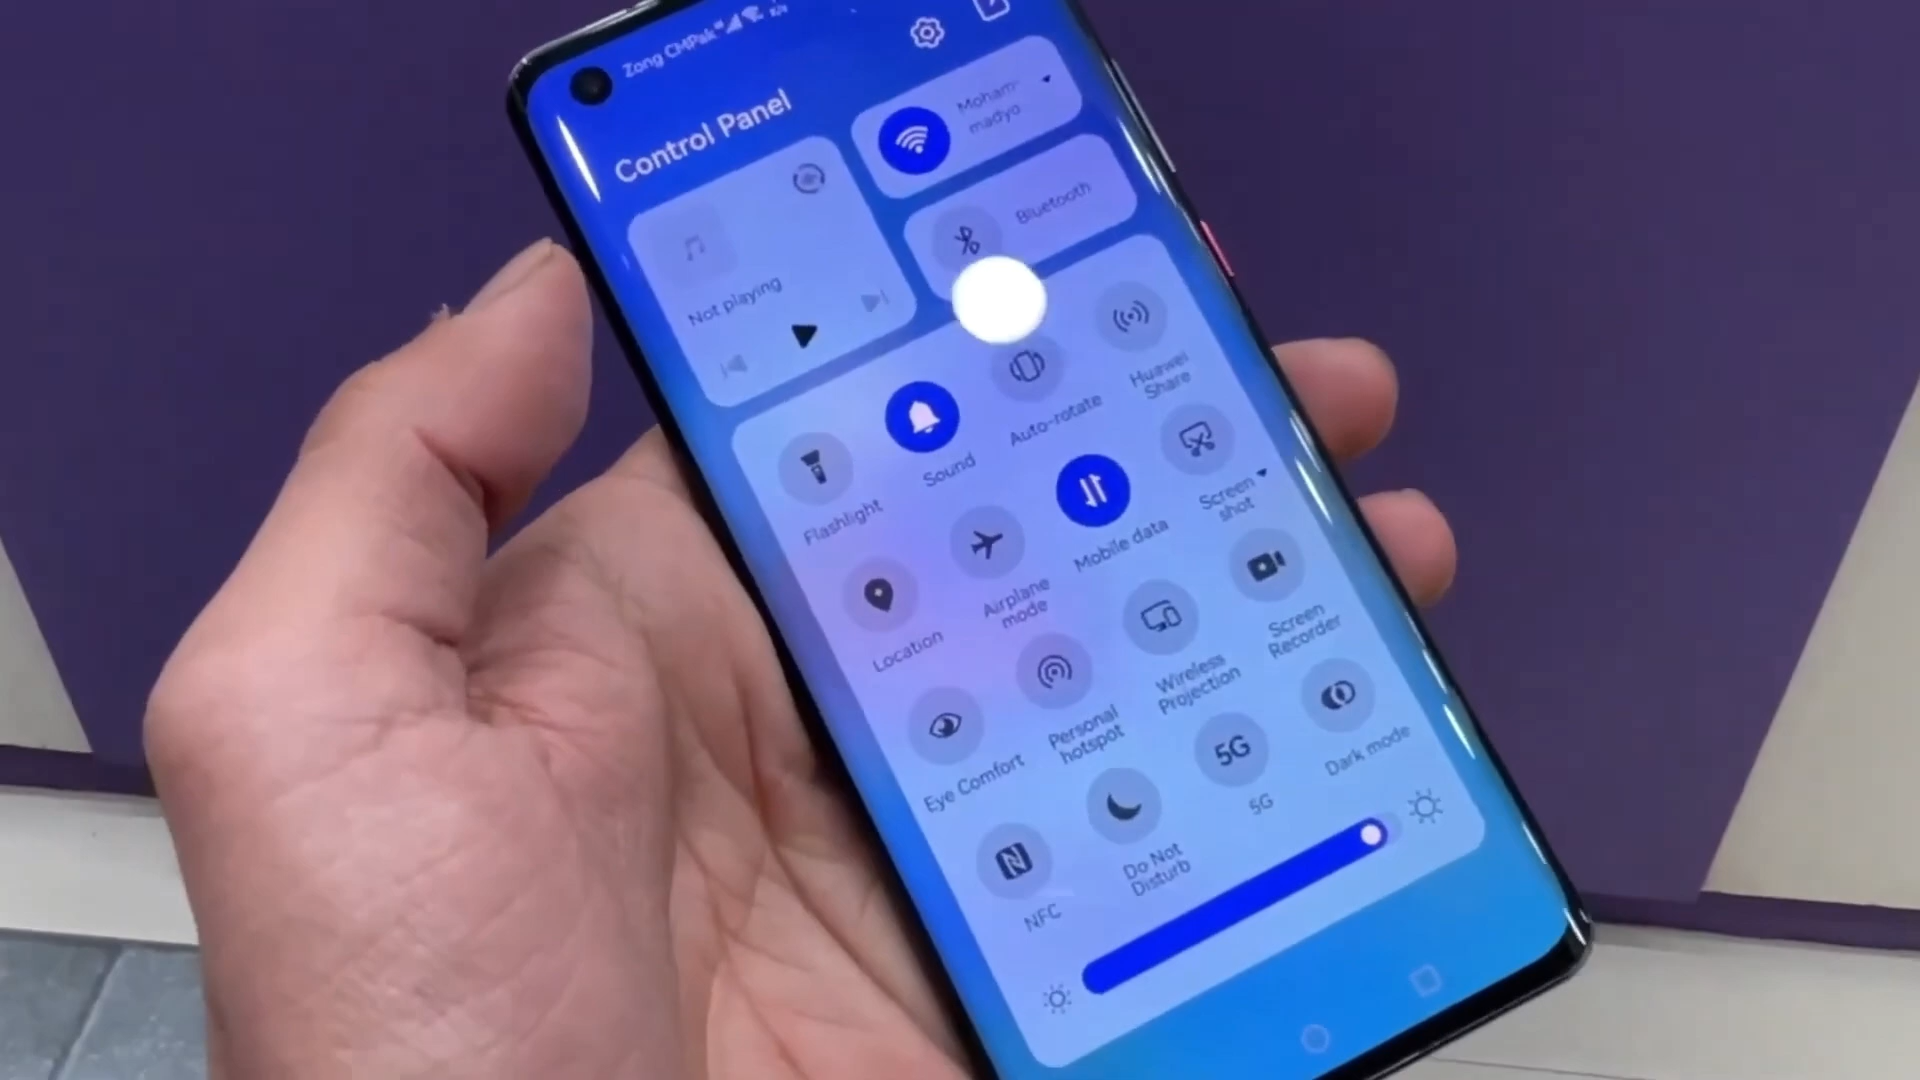 Zong CMPak
Control Panel
Moham-
madyo
Bluetooth
Not playing
Flashlight
Sound
Auto-rotate
Huawei
Share
Location
Airplane
mode
Mobile data
Screen
shot
Eye Comfort
Personal
hotspot
Wireless
Projection
Screen
Recorder
NFC
Do Not
Disturb
5G
5G
Dark mode